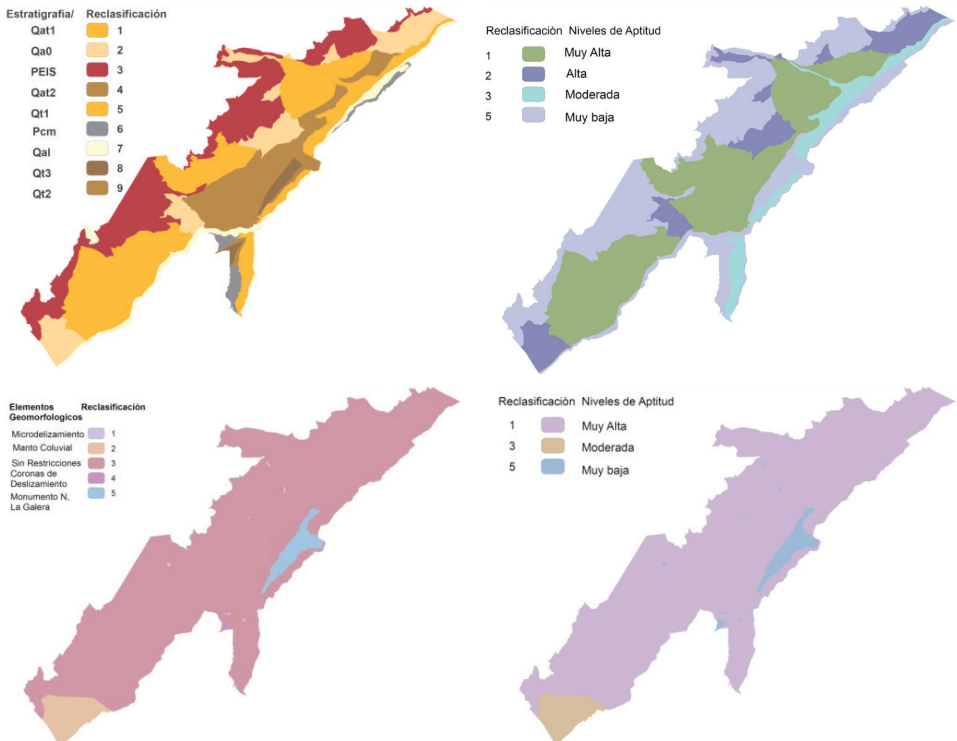 Estratigrafia/ Reclasificación
Qat1 1
Qa0 2
PEIS 3
Qat2 4
Qt1 5
Pcm 6
Qal 7
Qt3 8
Qt2 9
Reclasificación Niveles de Aptitud
1 Muy Alta
2 Alta
3 Moderada
5 Muy baja
Elementos Reclasificación
Geomorfologicos
Microdelizamiento 1
Manto Coluvial 2
Sin Restricciones 3
Coronas de 4
Deslizamiento
Monumento N. 5
La Galera
Reclasificación Niveles de Aptitud
1 Muy Alta
3 Moderada
5 Muy baja